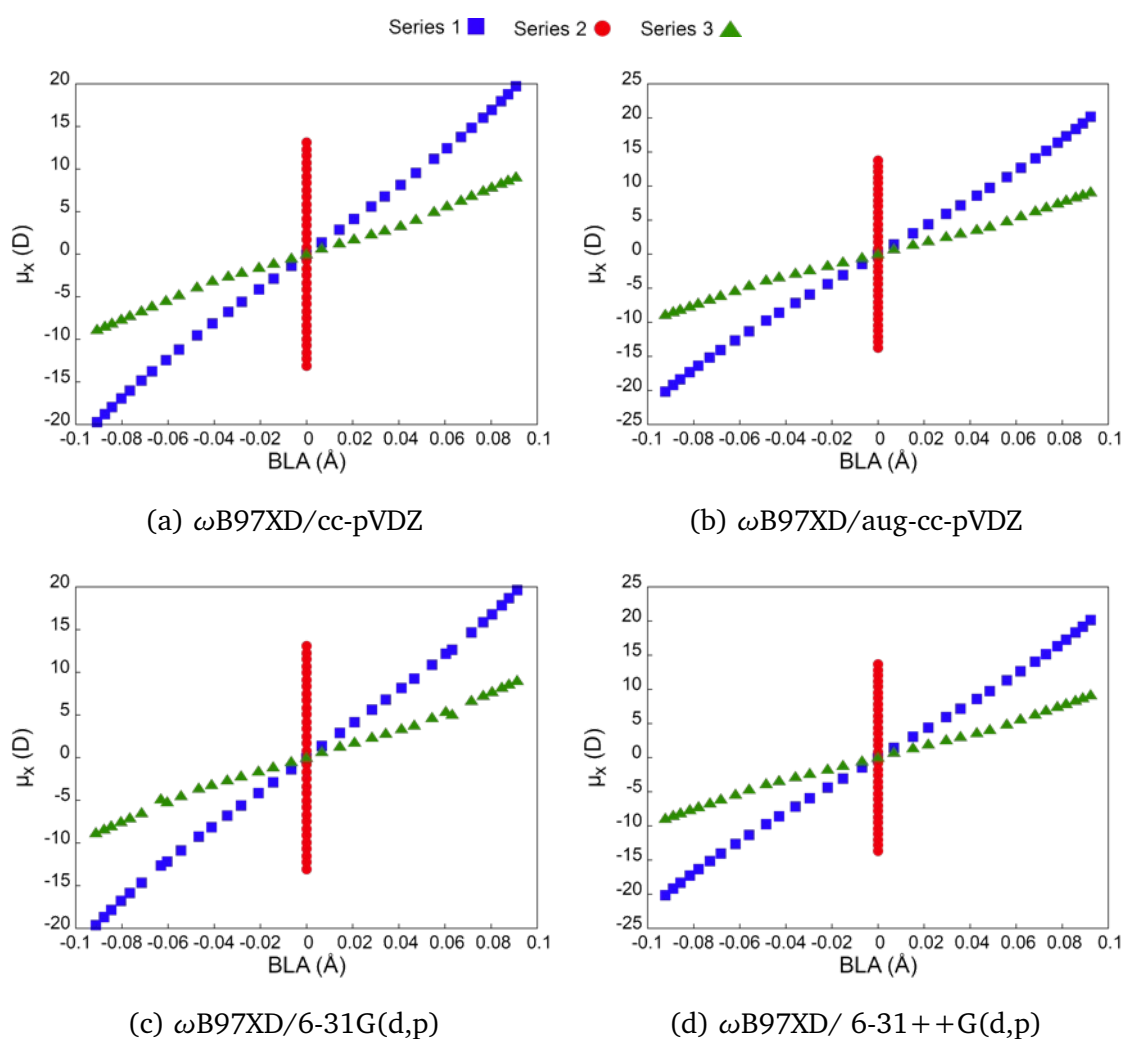 Series 1 Series 2 Series 3
20
15
10
5
0
-5
-10
-15
-20
μx (D)
-0.1 -0.08 -0.06 -0.04 -0.02 0 0.02 0.04 0.06 0.08 0.1
BLA (Å)
(a) ωB97XD/cc-pVDZ
25
20
15
10
5
0
-5
-10
-15
-20
-25
μx (D)
-0.1 -0.08 -0.06 -0.04 -0.02 0 0.02 0.04 0.06 0.08 0.1
BLA (Å)
(b) ωB97XD/aug-cc-pVDZ
20
15
10
5
0
-5
-10
-15
-20
μx (D)
-0.1 -0.08 -0.06 -0.04 -0.02 0 0.02 0.04 0.06 0.08 0.1
BLA (Å)
(c) ωB97XD/6-31G(d,p)
25
20
15
10
5
0
-5
-10
-15
-20
-25
μx (D)
-0.1 -0.08 -0.06 -0.04 -0.02 0 0.02 0.04 0.06 0.08 0.1
BLA (Å)
(d) ωB97XD/ 6-31++G(d,p)